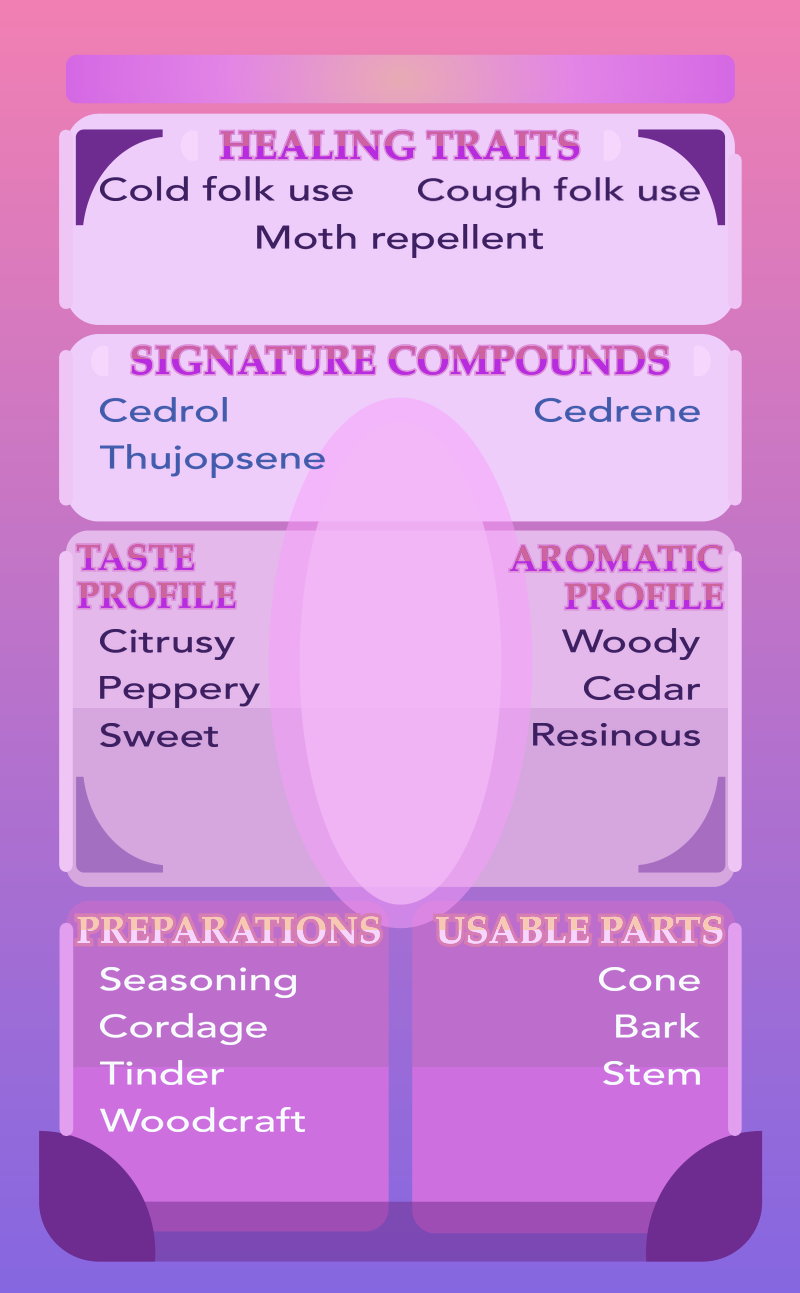 HEALING TRAITS
Cold folk use Cough folk use
Moth repellent
SIGNATURE COMPOUNDS
Cedrol Cedrene
Thujopsene
TASTE
PROFILE
Citrusy
Peppery
Sweet
AROMATIC
PROFILE
Woody
Cedar
Resinous
PREPARATIONS
Seasoning
Cordage
Tinder
Woodcraft
USABLE PARTS
Cone
Bark
Stem